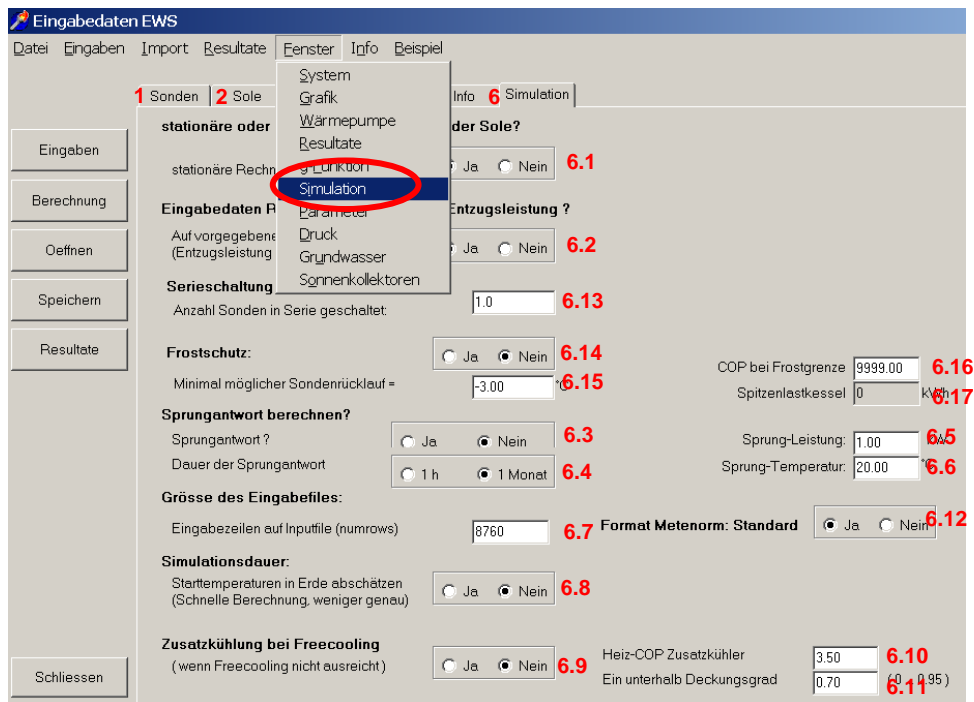 Eingabedaten EWS
Datei Eingaben Import Resultate Fenster Info Beispiel
System
Grafik
Wärmepumpe
Resultate
g-Funktion
Simulation
Parameter
Druck
Grundwasser
Sonnenkollektoren
1 Sonden 2 Sole Info 6 Simulation
Eingaben
Berechnung
Oeffnen
Speichern
Resultate
Schliessen
stationäre oder der Sole?
stationäre Rechn Ja Nein 6.1
Eingabedaten R Entzugsleistung ?
Auf vorgegebene
(Entzugsleistung Ja Nein 6.2
Serieschaltung
Anzahl Sonden in Serie geschaltet: 1.0 6.13
Frostschutz: Ja Nein 6.14
Minimal möglicher Sondenrücklauf = -3.00 °C 6.15
COP bei Frostgrenze 9999.00 6.16
Spitzenlastkessel 0 kWh 6.17
Sprungantwort berechnen?
Sprungantwort ? Ja Nein 6.3
Dauer der Sprungantwort 1 h 1 Monat 6.4
Sprung-Leistung: 1.00 kW 6.5
Sprung-Temperatur: 20.00 °C 6.6
Grösse des Eingabefiles:
Eingabezeilen auf Inputfile (numrows) 8760 6.7
Format Metenorm: Standard Ja Nein 6.12
Simulationsdauer:
Starttemperaturen in Erde abschätzen
(Schnelle Berechnung, weniger genau) Ja Nein 6.8
Zusatzkühlung bei Freecooling
(wenn Freecooling nicht ausreicht) Ja Nein 6.9
Heiz-COP Zusatzkühler 3.50 6.10
Ein unterhalb Deckungsgrad 0.70 6.11 ( 0 .. 0.95 )